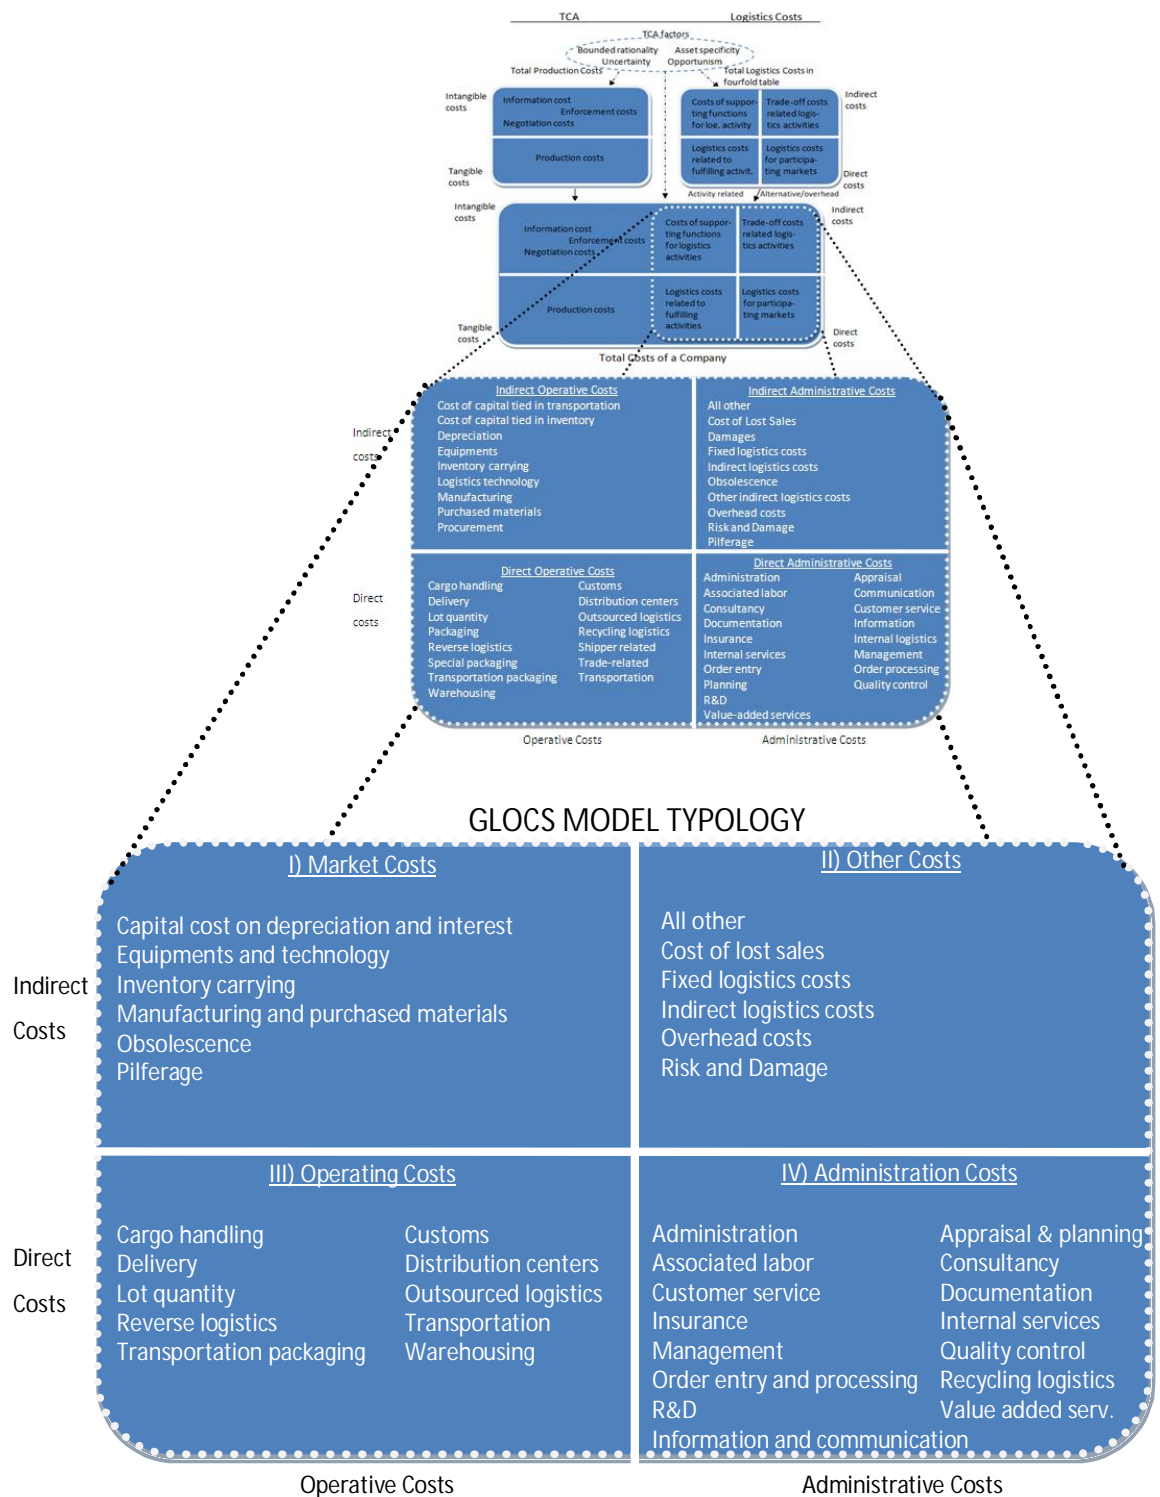 TCA
Logistics Costs
TCA factors
Bounded rationality Asset specificity
Uncertainty Opportunism
Total Production Costs
Total Logistics Costs in
fourfold table
Intangible
costs
Information cost
Enforcement costs
Negotiation costs
Production costs
Tangible
costs
Costs of suppor-
ting functions
for loe. activity
Trade-off costs
related logis-
tics activities
Indirect
costs
Logistics costs
related to
fulfilling activit.
Logistics costs
for participa-
ting markets
Direct
costs
Activity related
Alternative/overhead
Intangible
costs
Information cost
Enforcement costs
Negotiation costs
Costs of suppor-
ting functions
for logistics
activities
Trade-off costs
related logis-
tics activities
Indirect
costs
Production costs
Logistics costs
related to
fulfilling
activities
Logistics costs
for participa-
ting markets
Tangible
costs
Direct
costs
Total Costs of a Company
Indirect
costs
Indirect Operative Costs
Cost of capital tied in transportation
Cost of capital tied in inventory
Depreciation
Equipments
Inventory carrying
Logistics technology
Manufacturing
Purchased materials
Procurement
Indirect Administrative Costs
All other
Cost of Lost Sales
Damages
Fixed logistics costs
Indirect logistics costs
Obsolescence
Other indirect logistics costs
Overhead costs
Risk and Damage
Pilferage
Direct
costs
Direct Operative Costs
Cargo handling Customs
Delivery Distribution centers
Lot quantity Outsourced logistics
Packaging Recycling logistics
Reverse logistics Shipper related
Special packaging Trade-related
Transportation packaging Transportation
Warehousing
Direct Administrative Costs
Administration Appraisal
Associated labor Communication
Consultancy Customer service
Documentation Information
Insurance Internal logistics
Internal services Management
Order entry Order processing
Planning Quality control
R&D
Value-added services
Operative Costs
Administrative Costs
GLOCS MODEL TYPOLOGY
Indirect
Costs
I) Market Costs
Capital cost on depreciation and interest
Equipments and technology
Inventory carrying
Manufacturing and purchased materials
Obsolescence
Pilferage
II) Other Costs
All other
Cost of lost sales
Fixed logistics costs
Indirect logistics costs
Overhead costs
Risk and Damage
Direct
Costs
III) Operating Costs
Cargo handling Customs
Delivery Distribution centers
Lot quantity Outsourced logistics
Reverse logistics Transportation
Transportation packaging Warehousing
IV) Administration Costs
Administration Appraisal & planning
Associated labor Consultancy
Customer service Documentation
Insurance Internal services
Management Quality control
Order entry and processing Recycling logistics
R&D Value added serv.
Information and communication
Operative Costs
Administrative Costs